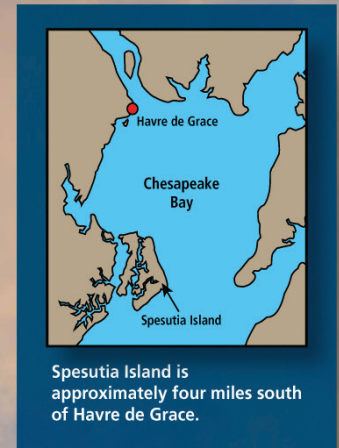 Havre de Grace
Chesapeake
Bay
Spesutia Island
Spesutia Island is
approximately four miles south
of Havre de Grace.